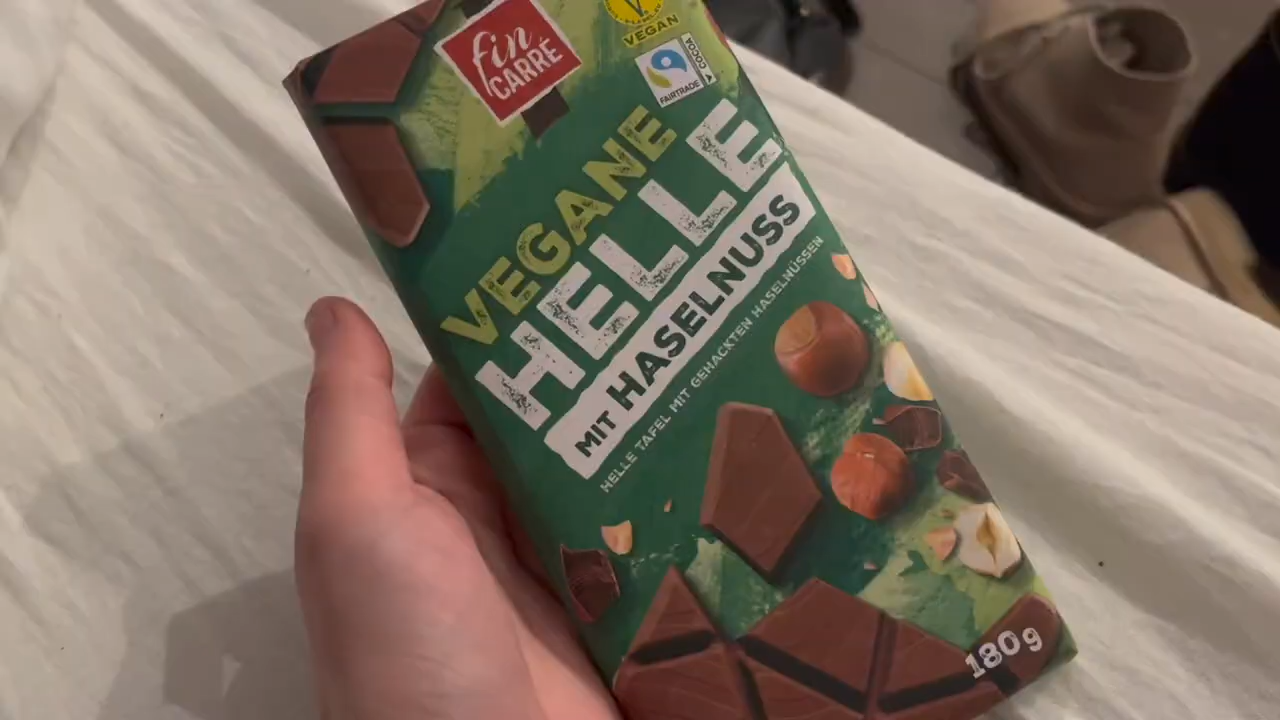 fin
CARRÉ
V
VEGAN
FAIRTRADE
COCOA
VEGANE
HELLE
MIT HASELNUSS
HELLE TAFEL MIT GEHACKTEN HASELNÜSSEN
180g